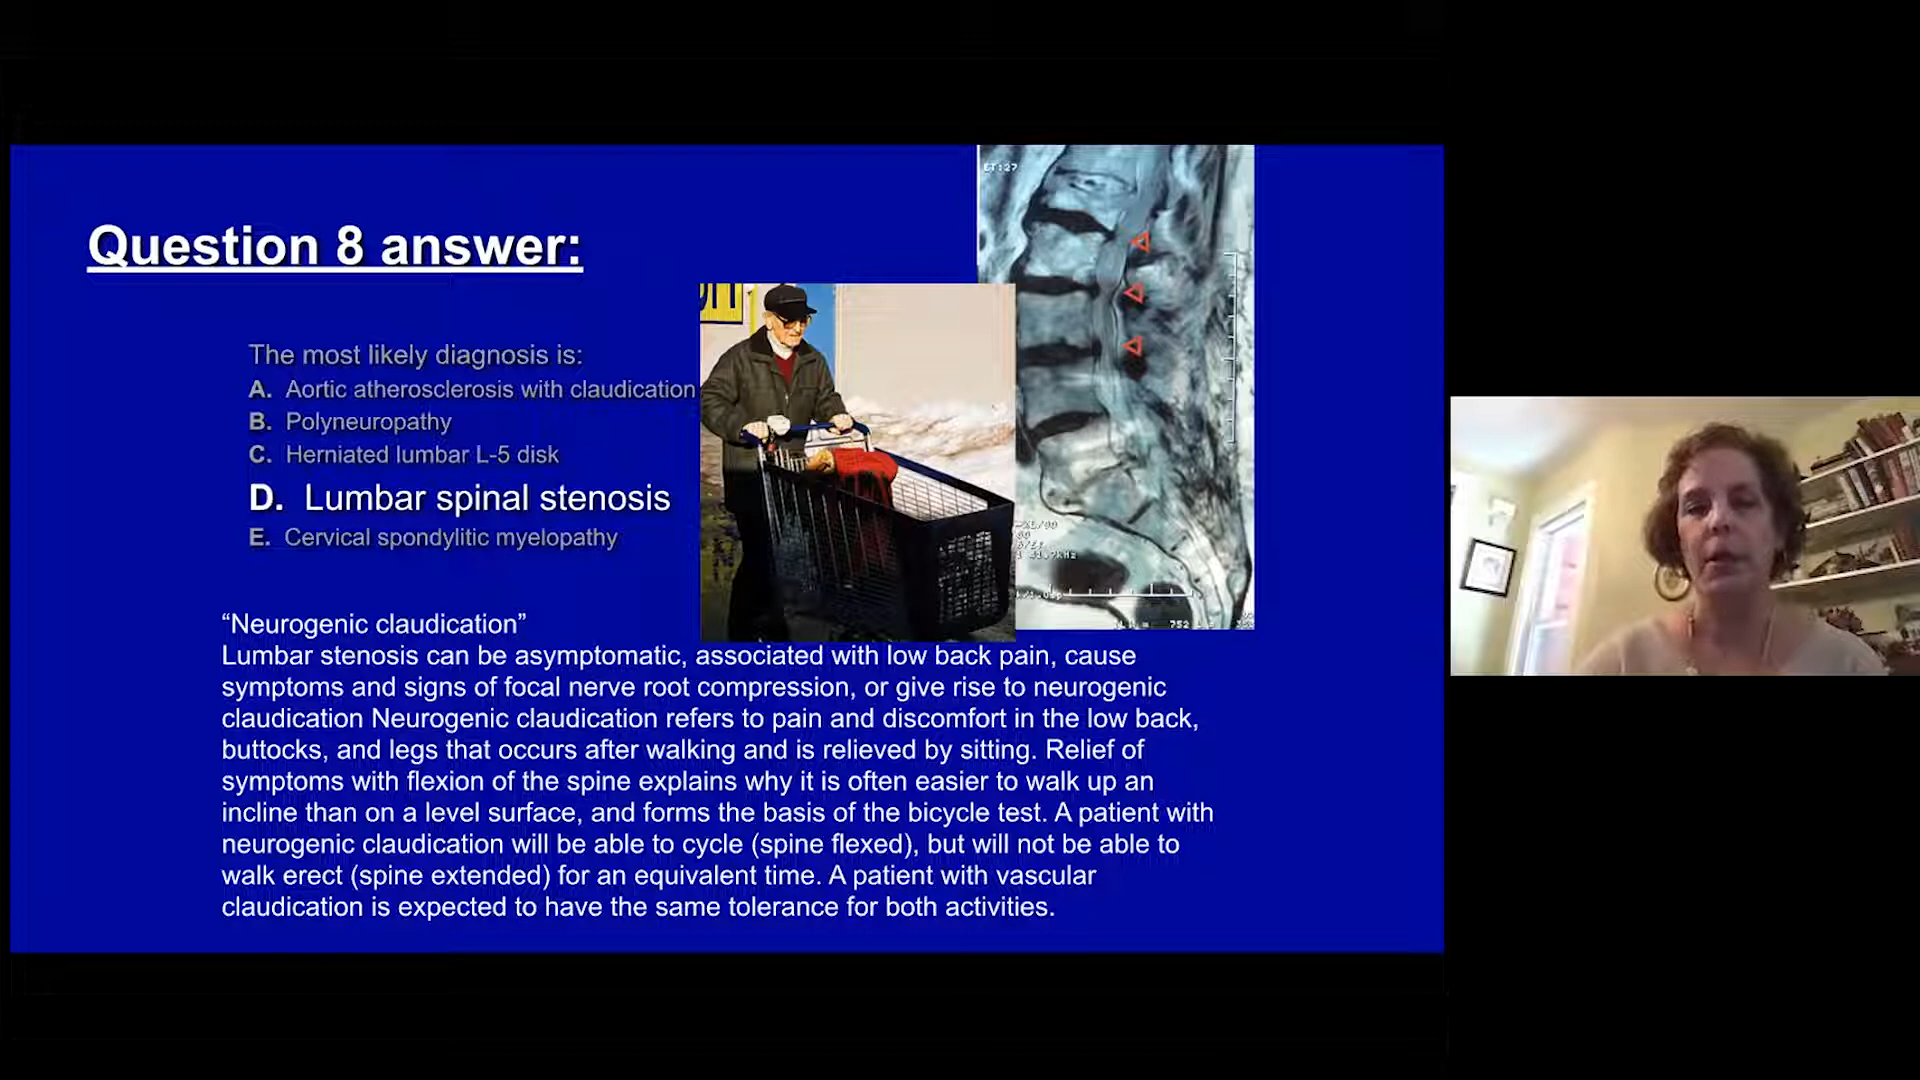 Question 8 answer:
The most likely diagnosis is:
A. Aortic atherosclerosis with claudication
B. Polyneuropathy
C. Herniated lumbar L-5 disk
D. Lumbar spinal stenosis
E. Cervical spondylitic myelopathy
ET:27
“Neurogenic claudication”
Lumbar stenosis can be asymptomatic, associated with low back pain, cause
symptoms and signs of focal nerve root compression, or give rise to neurogenic
claudication Neurogenic claudication refers to pain and discomfort in the low back,
buttocks, and legs that occurs after walking and is relieved by sitting. Relief of
symptoms with flexion of the spine explains why it is often easier to walk up an
incline than on a level surface, and forms the basis of the bicycle test. A patient with
neurogenic claudication will be able to cycle (spine flexed), but will not be able to
walk erect (spine extended) for an equivalent time. A patient with vascular
claudication is expected to have the same tolerance for both activities.